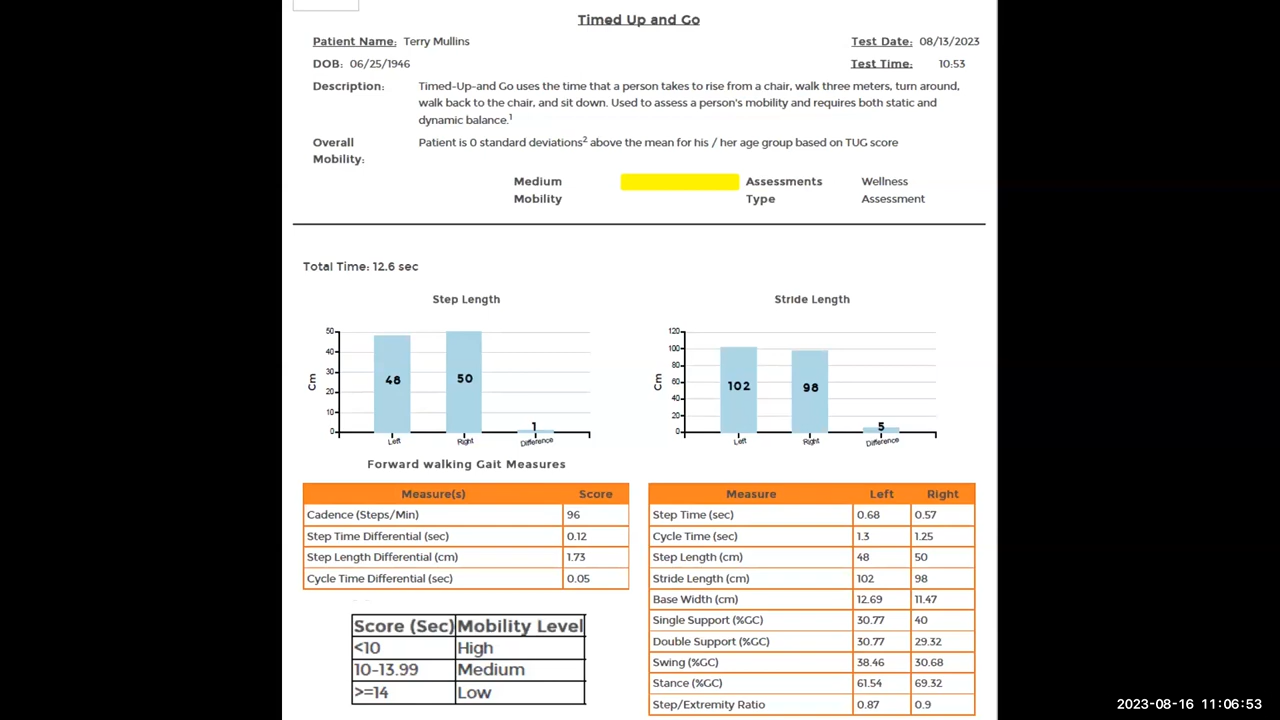 Timed Up and Go
Patient Name: Terry Mullins
Test Date: 08/13/2023
DOB: 06/25/1946
Test Time: 10:53
Description: Timed-Up-and Go uses the time that a person takes to rise from a chair, walk three meters, turn around,
walk back to the chair, and sit down. Used to assess a person's mobility and requires both static and
dynamic balance.1
Overall Mobility: Patient is 0 standard deviations2 above the mean for his / her age group based on TUG score
Medium Mobility
Assessments Type
Wellness Assessment
Total Time: 12.6 sec
Step Length
50
40
30
20
10
0
Cm
48
50
1
Left
Right
Difference
Stride Length
120
100
80
60
40
20
0
Cm
102
98
5
Left
Right
Difference
Forward walking Gait Measures
Measure(s) Score
Cadence (Steps/Min) 96
Step Time Differential (sec) 0.12
Step Length Differential (cm) 1.73
Cycle Time Differential (sec) 0.05
Score (Sec) Mobility Level
<10 High
10-13.99 Medium
>=14 Low
Measure Left Right
Step Time (sec) 0.68 0.57
Cycle Time (sec) 1.3 1.25
Step Length (cm) 48 50
Stride Length (cm) 102 98
Base Width (cm) 12.69 11.47
Single Support (%GC) 30.77 40
Double Support (%GC) 30.77 29.32
Swing (%GC) 38.46 30.68
Stance (%GC) 61.54 69.32
Step/Extremity Ratio 0.87 0.9
2023-08-16 11:06:53